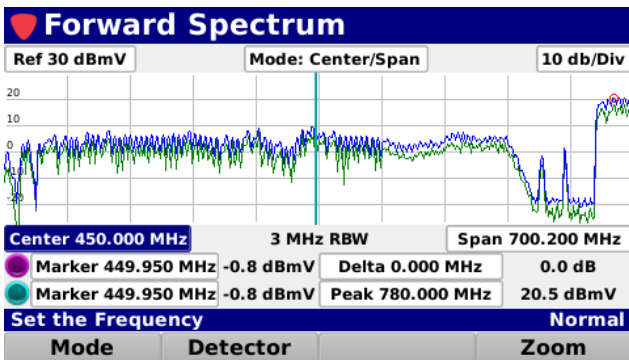 Forward Spectrum
Ref 30 dBmV Mode: Center/Span 10 db/Div
20
10
0
-10
-20
Center 450.000 MHz 3 MHz RBW Span 700.200 MHz
Marker 449.950 MHz -0.8 dBmV Delta 0.000 MHz 0.0 dB
Marker 449.950 MHz -0.8 dBmV Peak 780.000 MHz 20.5 dBmV
Set the Frequency Normal
Mode Detector Zoom